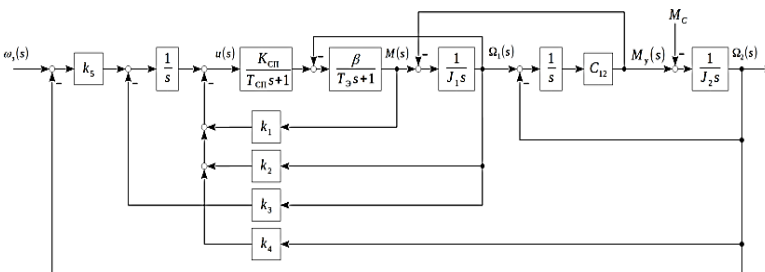 M_C
ω₃(s) k₅ 1/s u(s) K_СП/(T_СП s+1) β/(T_Э s+1) M(s) 1/(J₁s) Ω₁(s) 1/s C₁₂ M_y(s) 1/(J₂s) Ω₂(s)
k₁
k₂
k₃
k₄